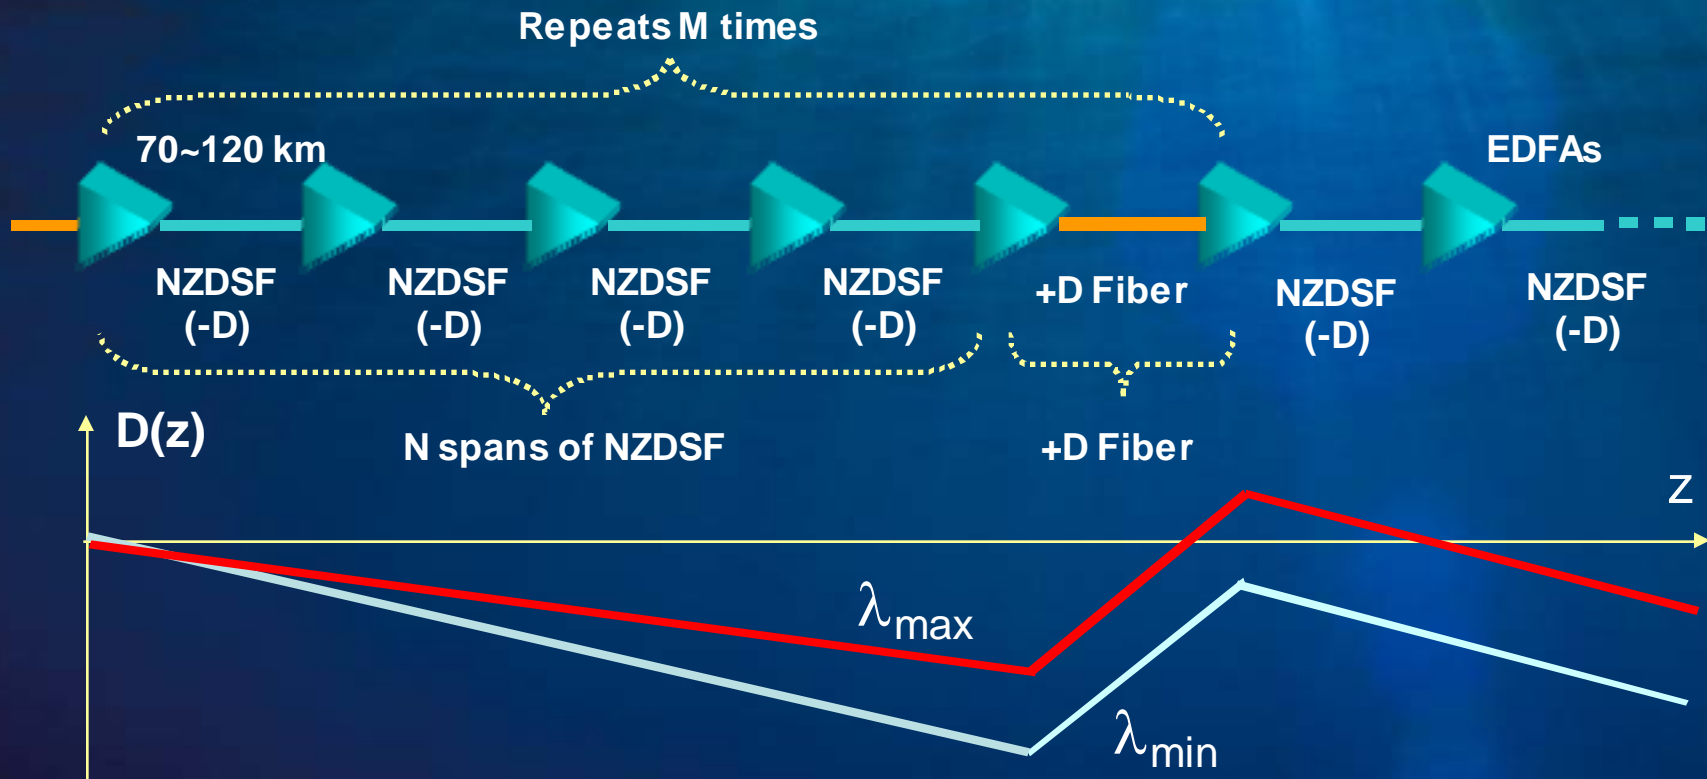 Repeats M times
70~120 km
EDFAs
NZDSF
(-D)
NZDSF
(-D)
NZDSF
(-D)
NZDSF
(-D)
+D Fiber
NZDSF
(-D)
NZDSF
(-D)
N spans of NZDSF
+D Fiber
D(z)
z
λmax
λmin